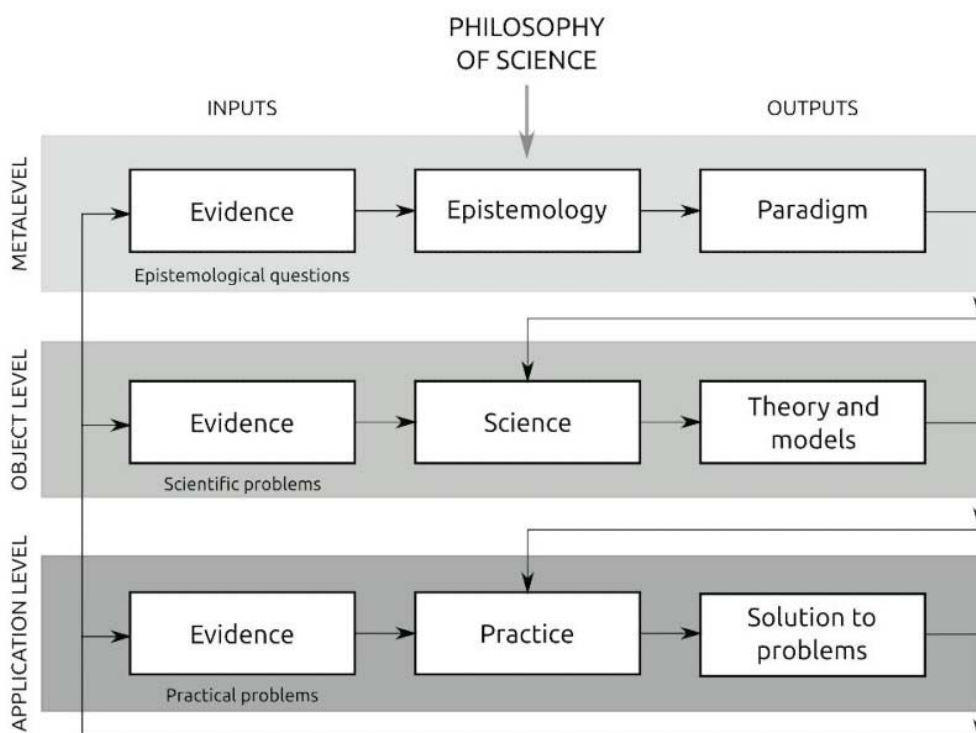 PHILOSOPHY
OF SCIENCE
INPUTS
OUTPUTS
METALEVEL
Evidence
Epistemology
Paradigm
Epistemological questions
OBJECT LEVEL
Evidence
Science
Theory and
models
Scientific problems
APPLICATION LEVEL
Evidence
Practice
Solution to
problems
Practical problems